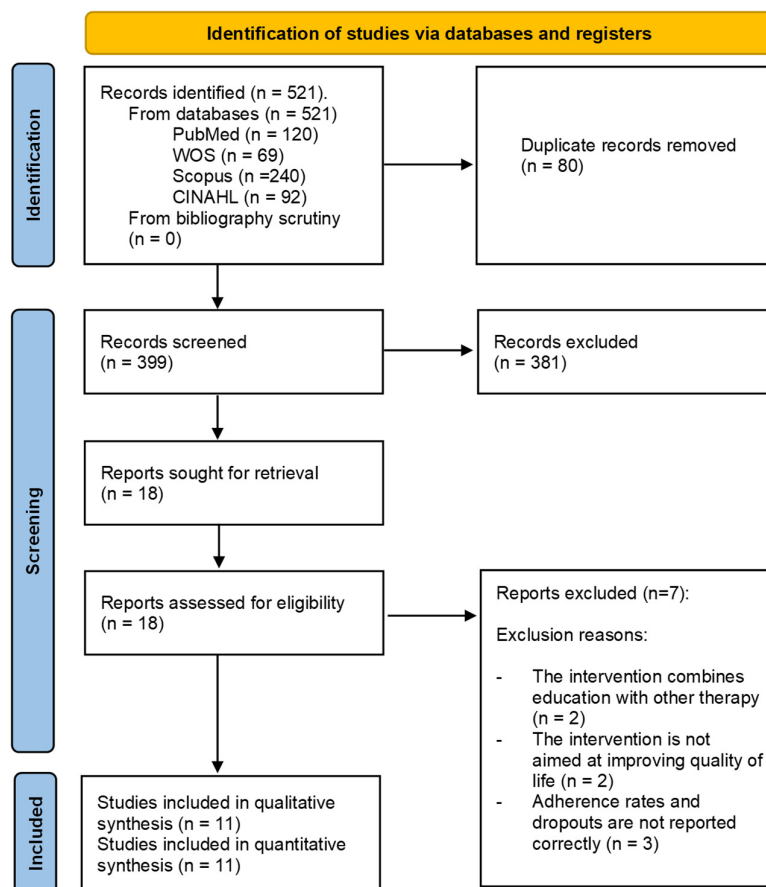 Identification of studies via databases and registers
Identification
Records identified (n = 521).
From databases (n = 521)
PubMed (n = 120)
WOS (n = 69)
Scopus (n =240)
CINAHL (n = 92)
From bibliography scrutiny
(n = 0)
Duplicate records removed
(n = 80)
Screening
Records screened
(n = 399)
Records excluded
(n = 381)
Reports sought for retrieval
(n = 18)
Reports assessed for eligibility
(n = 18)
Reports excluded (n=7):
Exclusion reasons:
- The intervention combines
education with other therapy
(n = 2)
- The intervention is not
aimed at improving quality of
life (n = 2)
- Adherence rates and
dropouts are not reported
correctly (n = 3)
Included
Studies included in qualitative
synthesis (n = 11)
Studies included in quantitative
synthesis (n = 11)